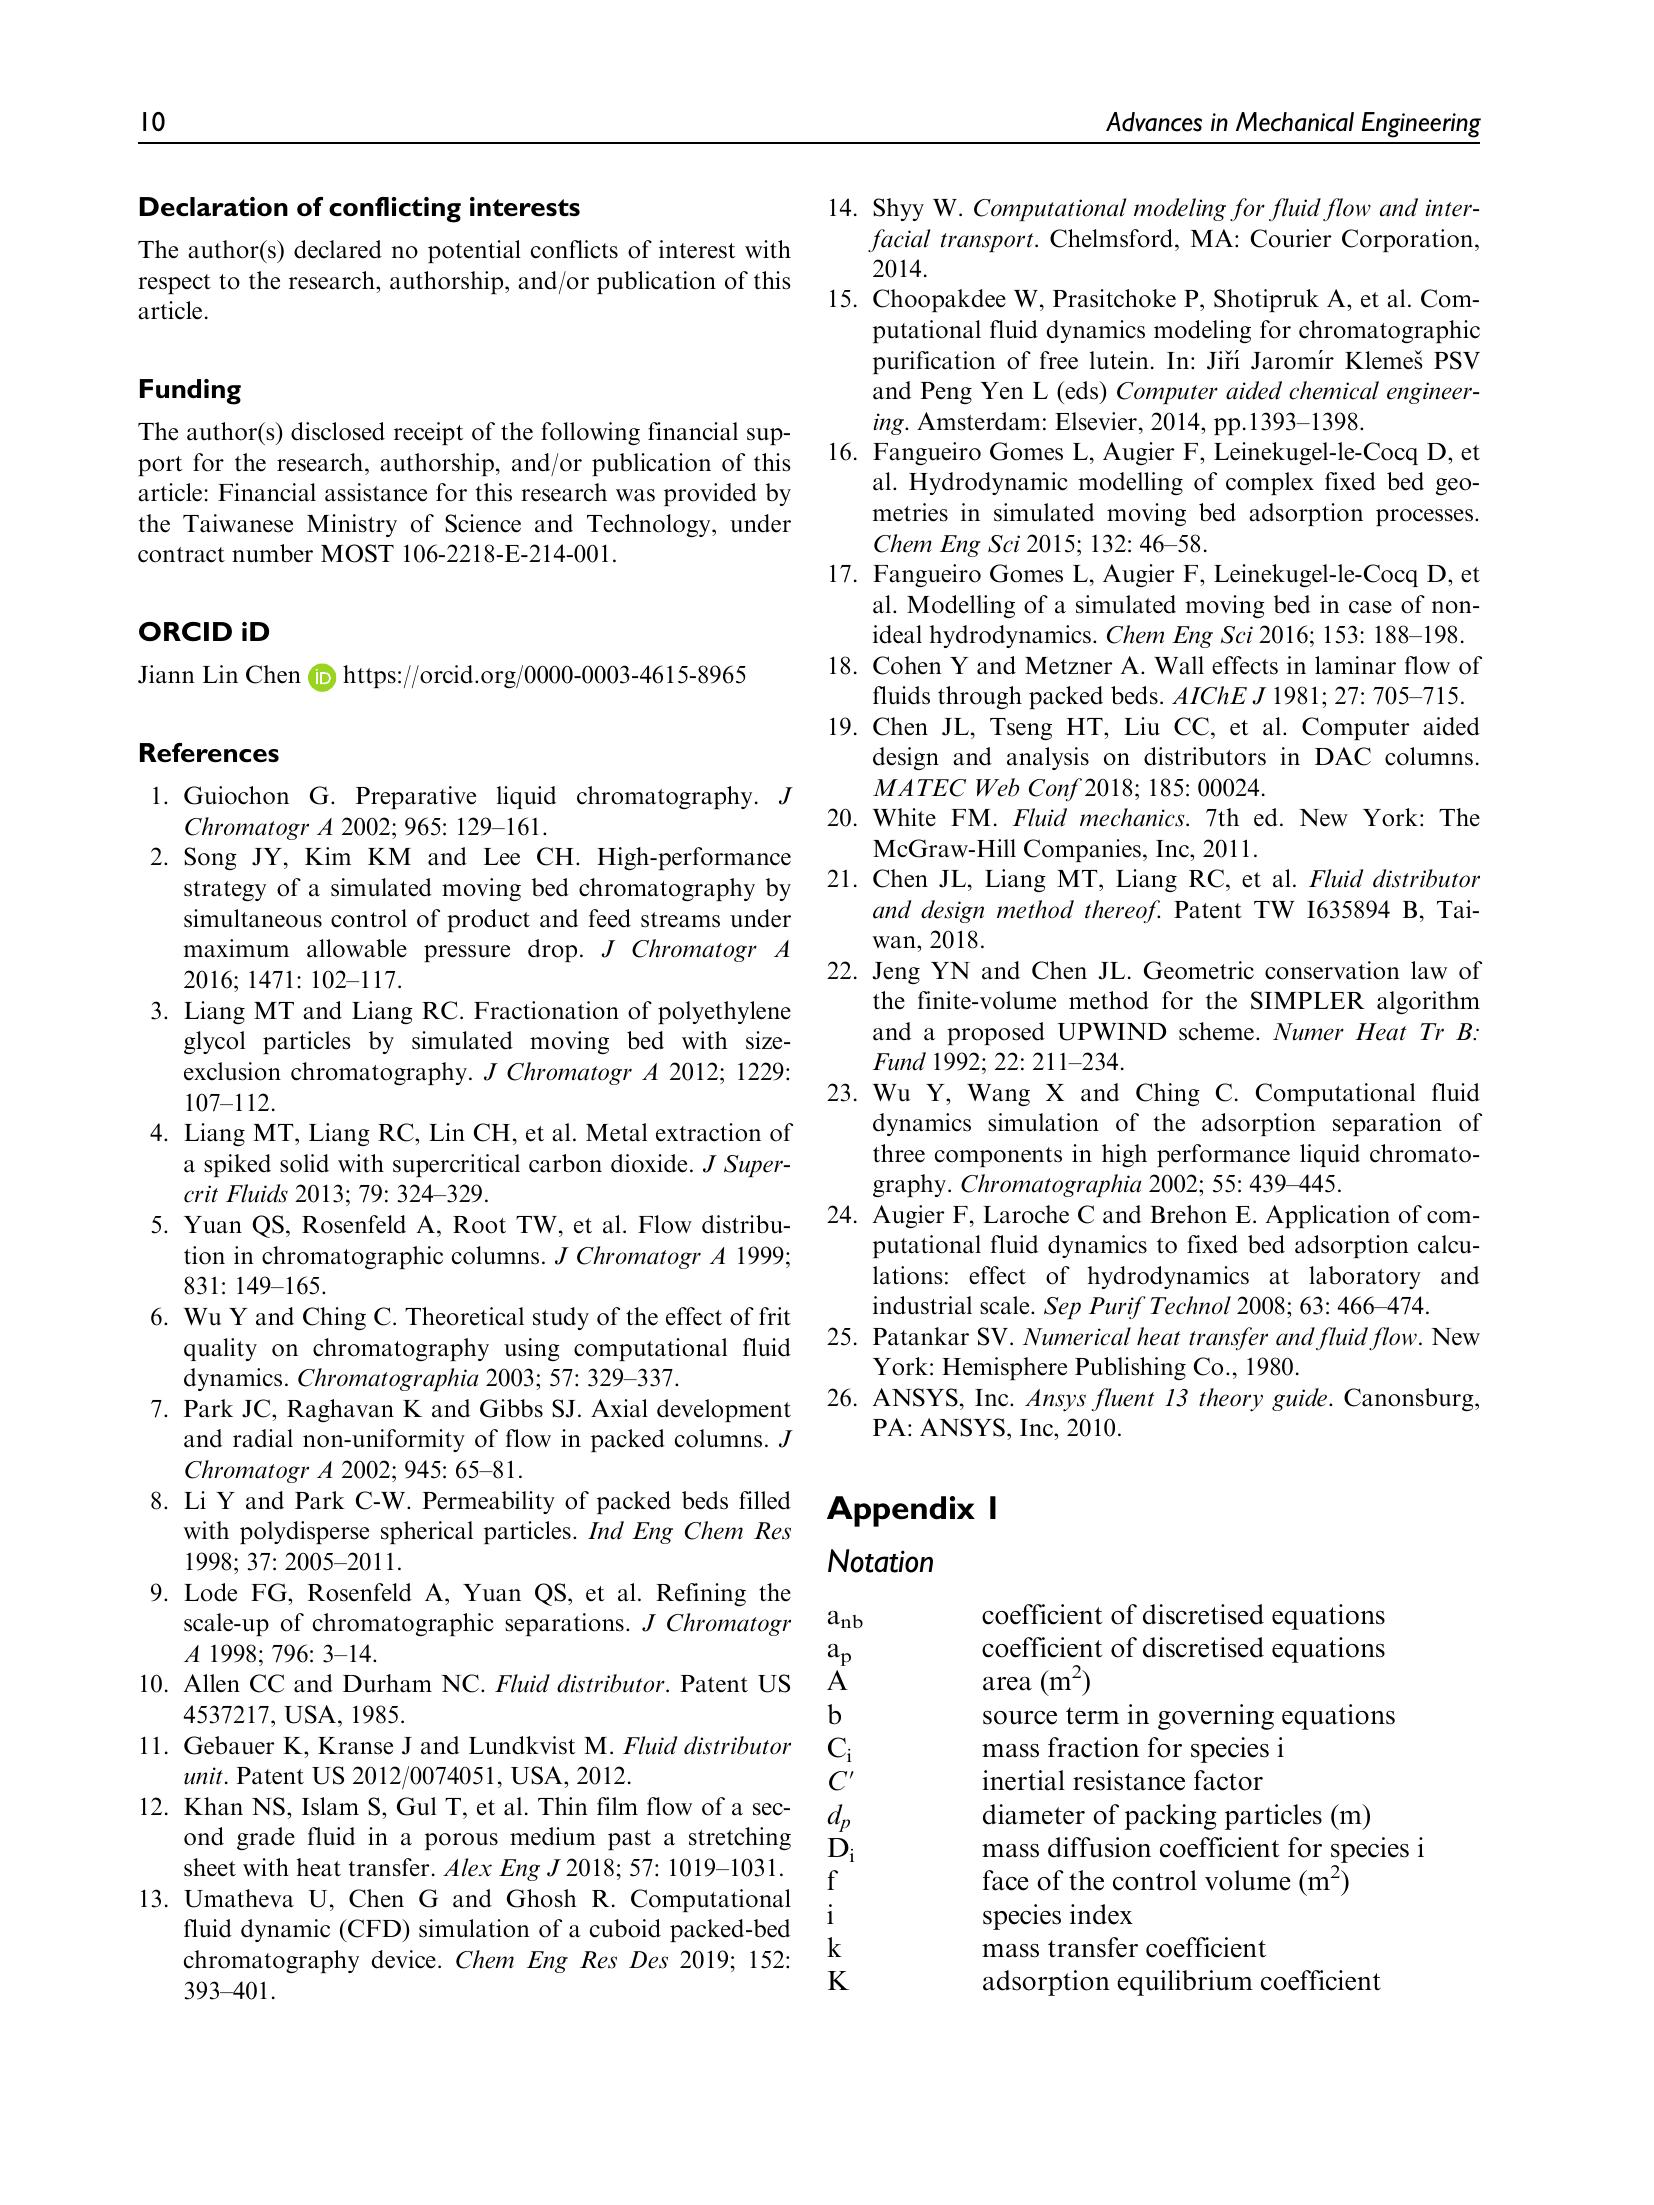 10
Advances in Mechanical Engineering
Declaration of conflicting interests
The author(s) declared no potential conflicts of interest with
respect to the research, authorship, and/or publication of this
article.
Funding
The author(s) disclosed receipt of the following financial sup-
port for the research, authorship, and/or publication of this
article: Financial assistance for this research was provided by
the Taiwanese Ministry of Science and Technology, under
contract number MOST 106-2218-E-214-001.
ORCID iD
Jiann Lin Chen iD https://orcid.org/0000-0003-4615-8965
References
1. Guiochon G. Preparative liquid chromatography. J
Chromatogr A 2002; 965: 129–161.
2. Song JY, Kim KM and Lee CH. High-performance
strategy of a simulated moving bed chromatography by
simultaneous control of product and feed streams under
maximum allowable pressure drop. J Chromatogr A
2016; 1471: 102–117.
3. Liang MT and Liang RC. Fractionation of polyethylene
glycol particles by simulated moving bed with size-
exclusion chromatography. J Chromatogr A 2012; 1229:
107–112.
4. Liang MT, Liang RC, Lin CH, et al. Metal extraction of
a spiked solid with supercritical carbon dioxide. J Super-
crit Fluids 2013; 79: 324–329.
5. Yuan QS, Rosenfeld A, Root TW, et al. Flow distribu-
tion in chromatographic columns. J Chromatogr A 1999;
831: 149–165.
6. Wu Y and Ching C. Theoretical study of the effect of frit
quality on chromatography using computational fluid
dynamics. Chromatographia 2003; 57: 329–337.
7. Park JC, Raghavan K and Gibbs SJ. Axial development
and radial non-uniformity of flow in packed columns. J
Chromatogr A 2002; 945: 65–81.
8. Li Y and Park C-W. Permeability of packed beds filled
with polydisperse spherical particles. Ind Eng Chem Res
1998; 37: 2005–2011.
9. Lode FG, Rosenfeld A, Yuan QS, et al. Refining the
scale-up of chromatographic separations. J Chromatogr
A 1998; 796: 3–14.
10. Allen CC and Durham NC. Fluid distributor. Patent US
4537217, USA, 1985.
11. Gebauer K, Kranse J and Lundkvist M. Fluid distributor
unit. Patent US 2012/0074051, USA, 2012.
12. Khan NS, Islam S, Gul T, et al. Thin film flow of a sec-
ond grade fluid in a porous medium past a stretching
sheet with heat transfer. Alex Eng J 2018; 57: 1019–1031.
13. Umatheva U, Chen G and Ghosh R. Computational
fluid dynamic (CFD) simulation of a cuboid packed-bed
chromatography device. Chem Eng Res Des 2019; 152:
393–401.
14. Shyy W. Computational modeling for fluid flow and inter-
facial transport. Chelmsford, MA: Courier Corporation,
2014.
15. Choopakdee W, Prasitchoke P, Shotipruk A, et al. Com-
putational fluid dynamics modeling for chromatographic
purification of free lutein. In: Jiří Jaromír Klemeš PSV
and Peng Yen L (eds) Computer aided chemical engineer-
ing. Amsterdam: Elsevier, 2014, pp.1393–1398.
16. Fangueiro Gomes L, Augier F, Leinekugel-le-Cocq D, et
al. Hydrodynamic modelling of complex fixed bed geo-
metries in simulated moving bed adsorption processes.
Chem Eng Sci 2015; 132: 46–58.
17. Fangueiro Gomes L, Augier F, Leinekugel-le-Cocq D, et
al. Modelling of a simulated moving bed in case of non-
ideal hydrodynamics. Chem Eng Sci 2016; 153: 188–198.
18. Cohen Y and Metzner A. Wall effects in laminar flow of
fluids through packed beds. AIChE J 1981; 27: 705–715.
19. Chen JL, Tseng HT, Liu CC, et al. Computer aided
design and analysis on distributors in DAC columns.
MATEC Web Conf 2018; 185: 00024.
20. White FM. Fluid mechanics. 7th ed. New York: The
McGraw-Hill Companies, Inc, 2011.
21. Chen JL, Liang MT, Liang RC, et al. Fluid distributor
and design method thereof. Patent TW I635894 B, Tai-
wan, 2018.
22. Jeng YN and Chen JL. Geometric conservation law of
the finite-volume method for the SIMPLER algorithm
and a proposed UPWIND scheme. Numer Heat Tr B:
Fund 1992; 22: 211–234.
23. Wu Y, Wang X and Ching C. Computational fluid
dynamics simulation of the adsorption separation of
three components in high performance liquid chromato-
graphy. Chromatographia 2002; 55: 439–445.
24. Augier F, Laroche C and Brehon E. Application of com-
putational fluid dynamics to fixed bed adsorption calcu-
lations: effect of hydrodynamics at laboratory and
industrial scale. Sep Purif Technol 2008; 63: 466–474.
25. Patankar SV. Numerical heat transfer and fluid flow. New
York: Hemisphere Publishing Co., 1980.
26. ANSYS, Inc. Ansys fluent 13 theory guide. Canonsburg,
PA: ANSYS, Inc, 2010.
Appendix 1
Notation
a_nb coefficient of discretised equations
a_p coefficient of discretised equations
A area (m²)
b source term in governing equations
C_i mass fraction for species i
C′ inertial resistance factor
d_p diameter of packing particles (m)
D_i mass diffusion coefficient for species i
f face of the control volume (m²)
i species index
k mass transfer coefficient
K adsorption equilibrium coefficient